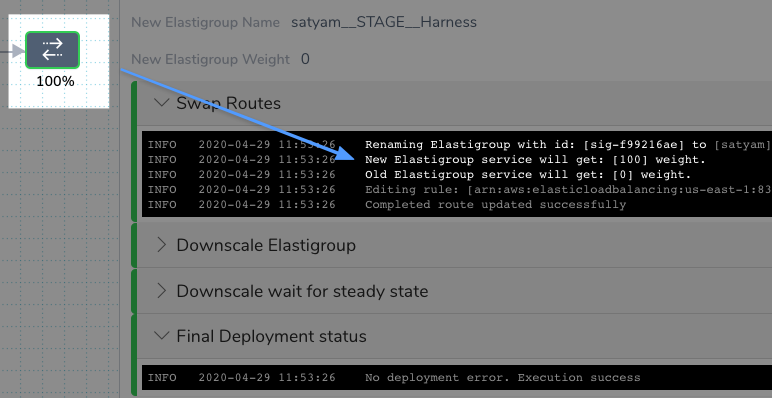 100%
New Elastigroup Name satyam__STAGE__Harness
New Elastigroup Weight 0
Swap Routes
INFO 2020-04-29 11:53:26 Renaming Elastigroup with id: [sig-f99216ae] to [satyam]
INFO 2020-04-29 11:53:26 New Elastigroup service will get: [100] weight.
INFO 2020-04-29 11:53:26 Old Elastigroup service will get: [0] weight.
INFO 2020-04-29 11:53:26 Editing rule: [arn:aws:elasticloadbalancing:us-east-1:83
INFO 2020-04-29 11:53:26 Completed route updated successfully
Downscale Elastigroup
Downscale wait for steady state
Final Deployment status
INFO 2020-04-29 11:53:26 No deployment error. Execution success